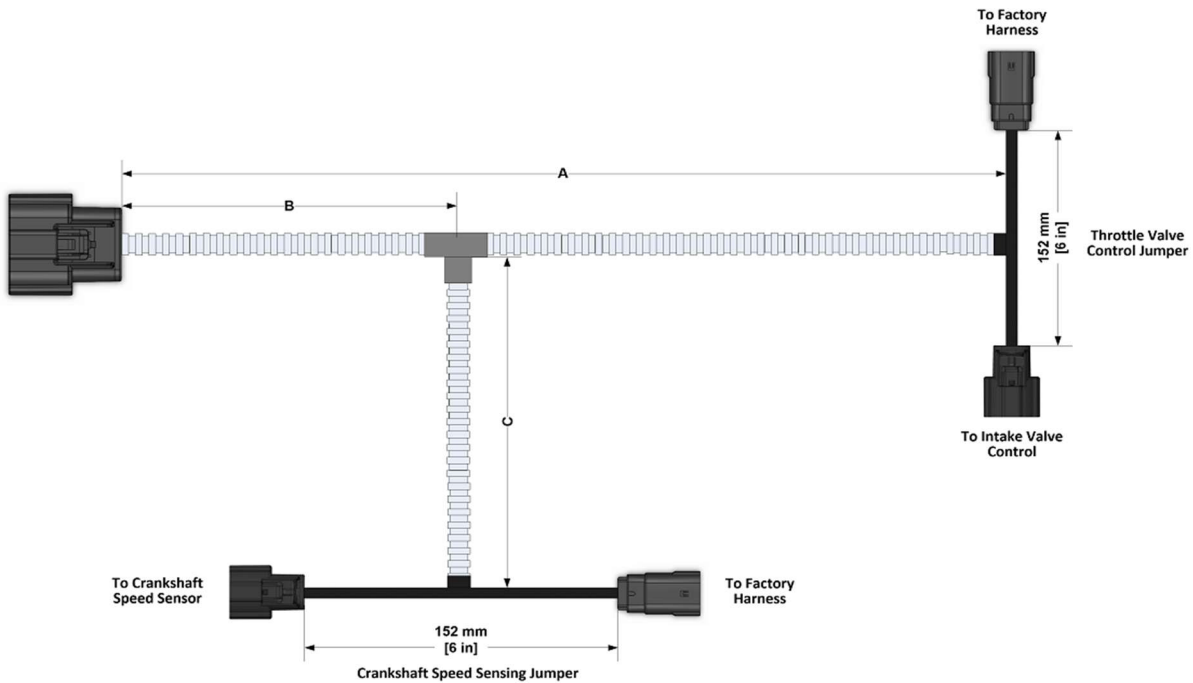 To Factory
Harness
A
B
152 mm
[6 in]
Throttle Valve
Control Jumper
C
To Intake Valve
Control
To Crankshaft
Speed Sensor
To Factory
Harness
152 mm
[6 in]
Crankshaft Speed Sensing Jumper